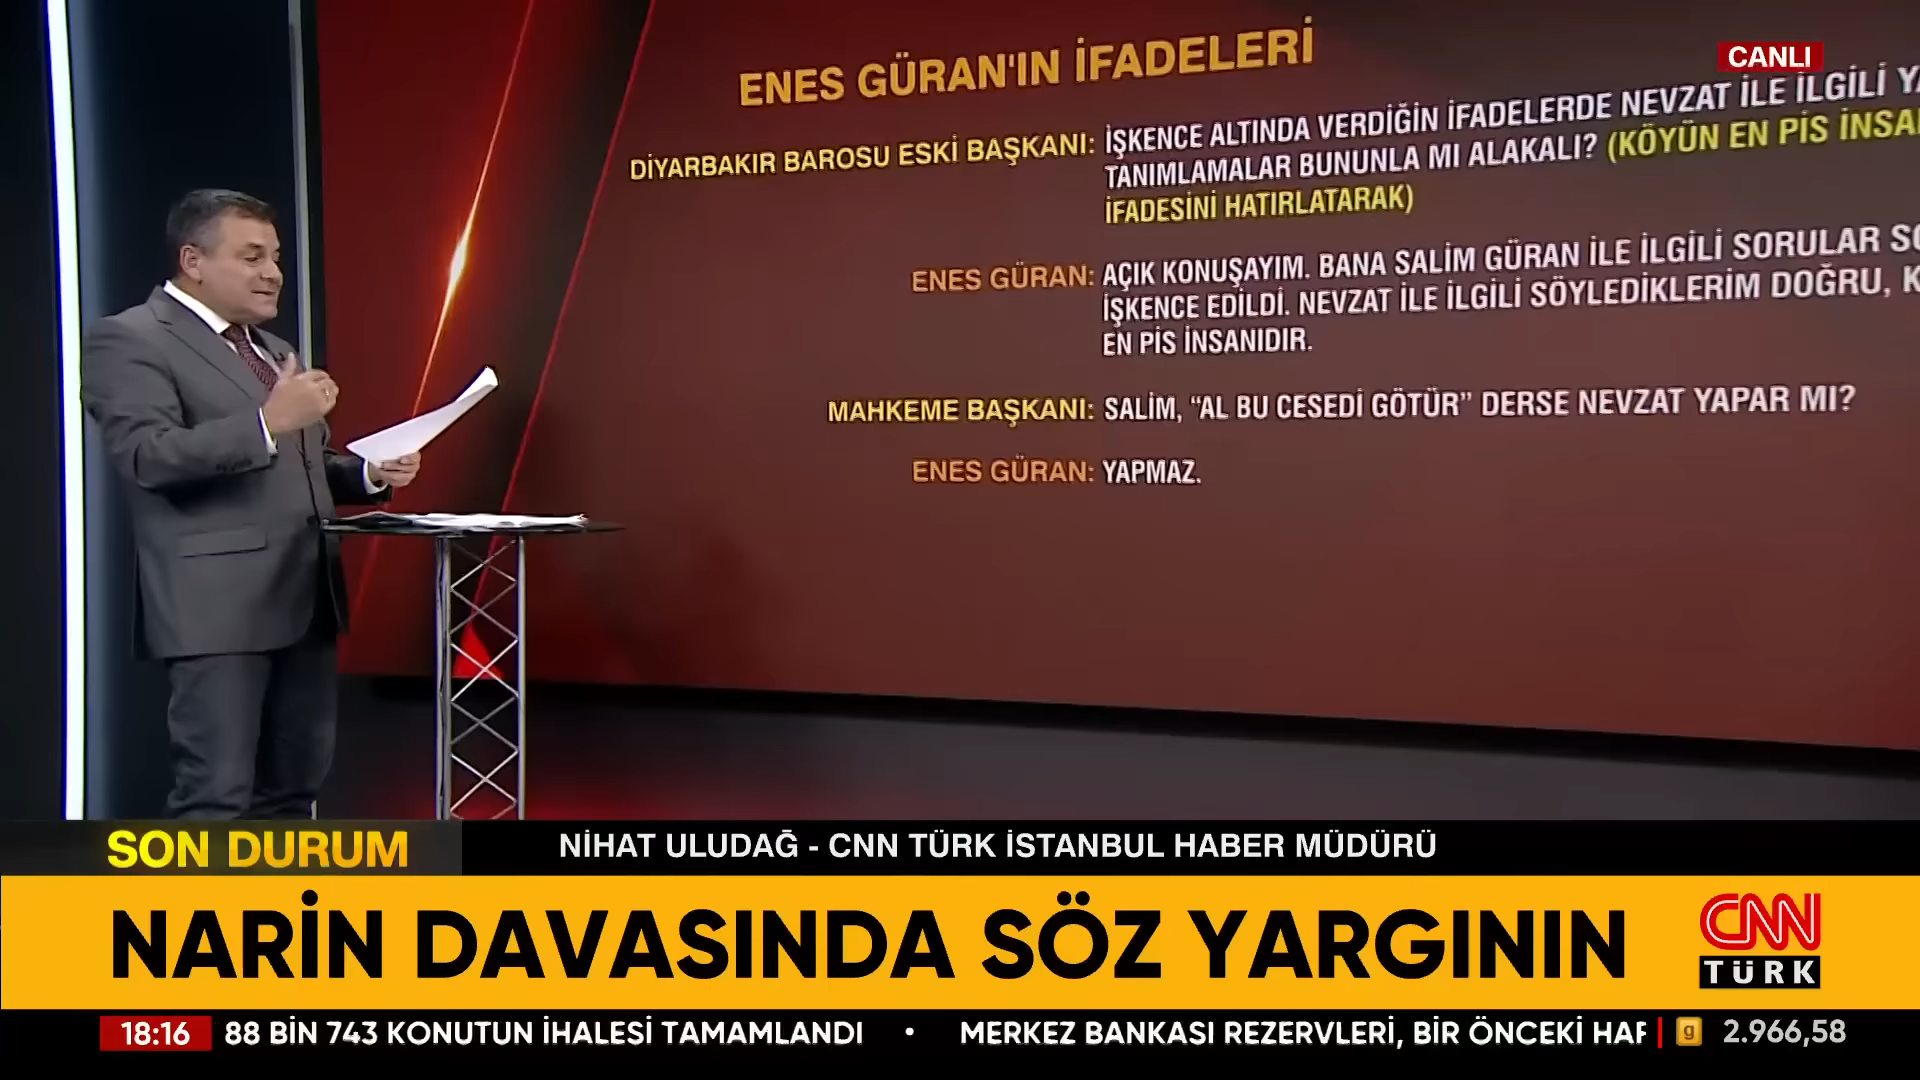 ENES GÜRAN'IN İFADELERİ
CANLI
DİYARBAKIR BAROSU ESKİ BAŞKANI: İŞKENCE ALTINDA VERDİĞİN İFADELERDE NEVZAT İLE İLGİLİ
TANIMLAMALAR BUNUNLA MI ALAKALI? (KÖYÜN EN PİS
İFADESİNİ HATIRLATARAK)
ENES GÜRAN: AÇIK KONUŞAYIM. BANA SALİM GÜRAN İLE İLGİLİ SORULAR
İŞKENCE EDİLDİ. NEVZAT İLE İLGİLİ SÖYLEDİKLERİM DOĞRU,
EN PİS İNSANIDIR.
MAHKEME BAŞKANI: SALİM, “AL BU CESEDİ GÖTÜR” DERSE NEVZAT YAPAR MI?
ENES GÜRAN: YAPMAZ.
SON DURUM
NİHAT ULUDAĞ - CNN TÜRK İSTANBUL HABER MÜDÜRÜ
NARİN DAVASINDA SÖZ YARGININ
CNN
TÜRK
18:16 88 BİN 743 KONUTUN İHALESİ TAMAMLANDI • MERKEZ BANKASI REZERVLERİ, BİR ÖNCEKİ g 2.966,58